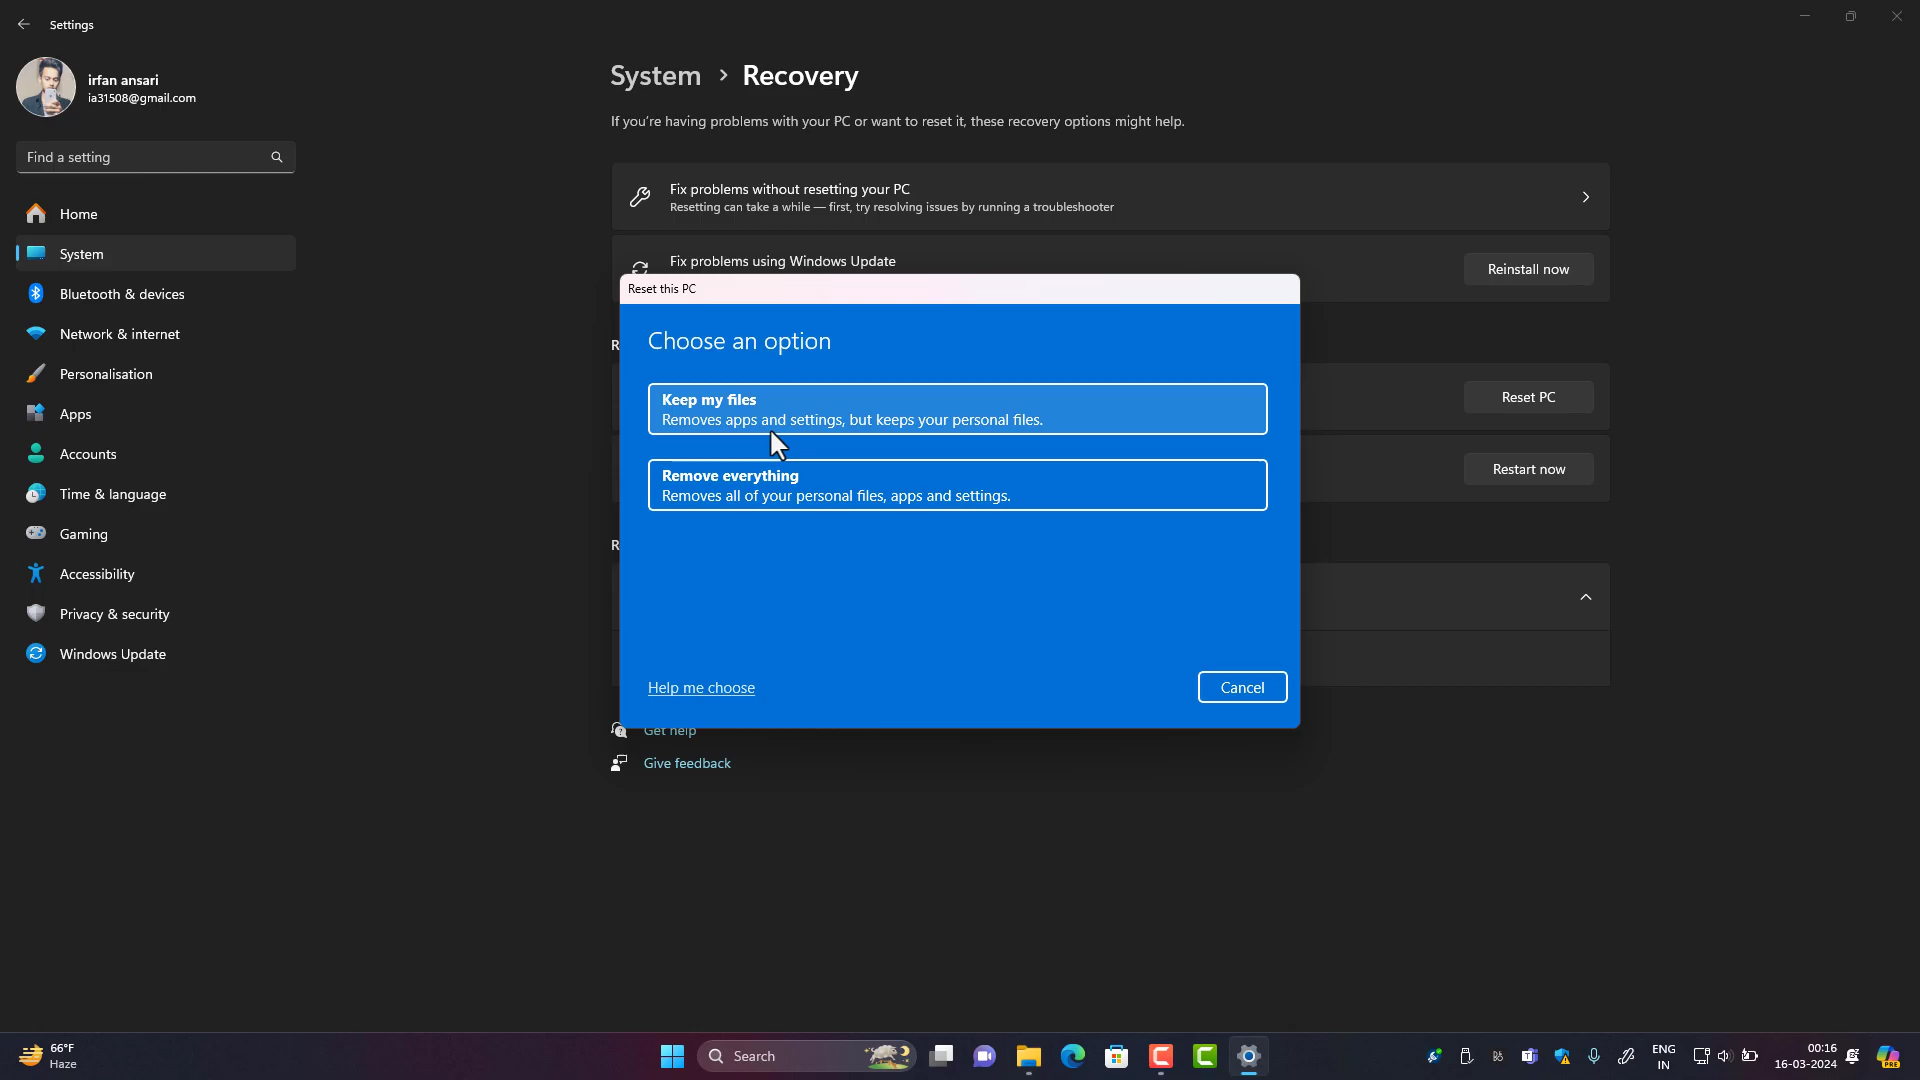 Settings
irfan ansari
ia31508@gmail.com
Find a setting
Home
System
Bluetooth & devices
Network & internet
Personalisation
Apps
Accounts
Time & language
Gaming
Accessibility
Privacy & security
Windows Update
System > Recovery
If you're having problems with your PC or want to reset it, these recovery options might help.
Fix problems without resetting your PC
Resetting can take a while — first, try resolving issues by running a troubleshooter
Fix problems using Windows Update
Reinstall now
Reset this PC
Choose an option
Keep my files
Removes apps and settings, but keeps your personal files.
Remove everything
Removes all of your personal files, apps and settings.
Help me choose
Cancel
R
Reset PC
Restart now
R
Get help
Give feedback
66°F
Haze
Search
ENG
IN
00:16
16-03-2024
PRE